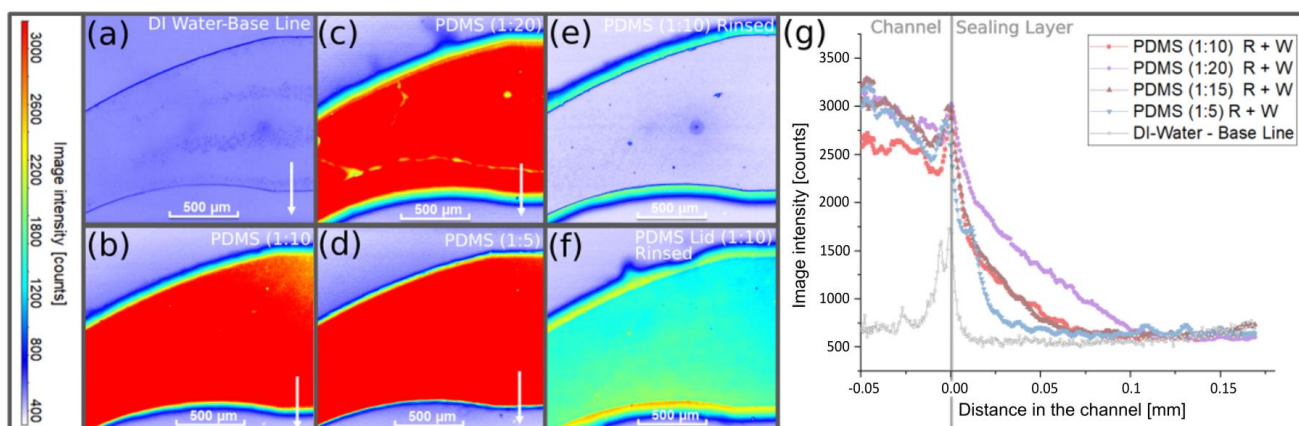 3000
2600
2200
1800
1200
800
400
Image intensity [counts]
(a) DI Water-Base Line
500 µm
(b) PDMS (1:10)
500 µm
(c) PDMS (1:20)
500 µm
(d) PDMS (1:5)
500 µm
(e) PDMS (1:10) Rinsed
500 µm
(f) PDMS Lid (1:10)
Rinsed
500 µm
(g) Channel Sealing Layer
PDMS (1:10) R + W
PDMS (1:20) R + W
PDMS (1:15) R + W
PDMS (1:5) R + W
DI-Water - Base Line
Image intensity [counts]
3500
3000
2500
2000
1500
1000
500
-0.05 0.00 0.05 0.1 0.15
Distance in the channel [mm]